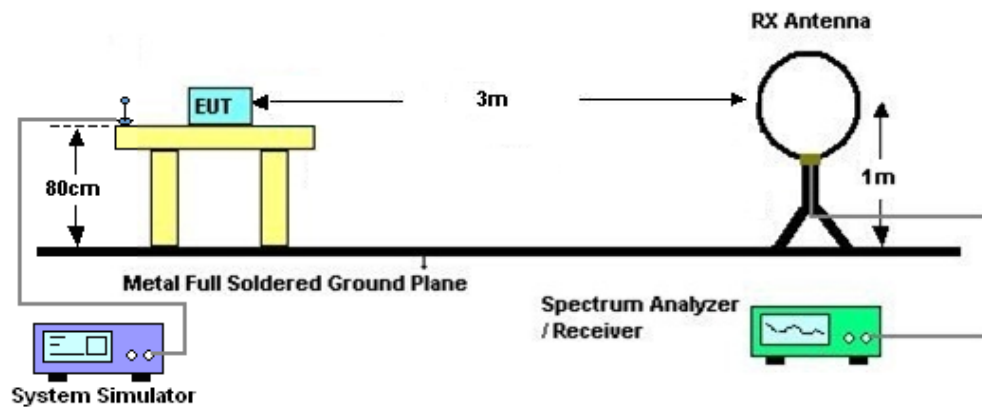 RX Antenna
EUT
3m
80cm
1m
Metal Full Soldered Ground Plane
Spectrum Analyzer
/ Receiver
System Simulator